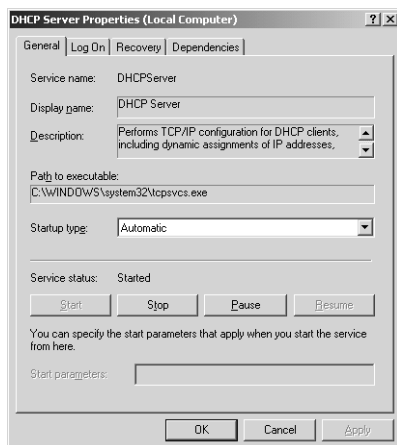 DHCP Server Properties (Local Computer)
General Log On Recovery Dependencies
Service name: DHCPServer
Display name: DHCP Server
Description: Performs TCP/IP configuration for DHCP clients,
including dynamic assignments of IP addresses,
Path to executable:
C:\WINDOWS\system32\tcpsvcs.exe
Startup type: Automatic
Service status: Started
Start Stop Pause Resume
You can specify the start parameters that apply when you start the service
from here.
Start parameters:
OK Cancel Apply